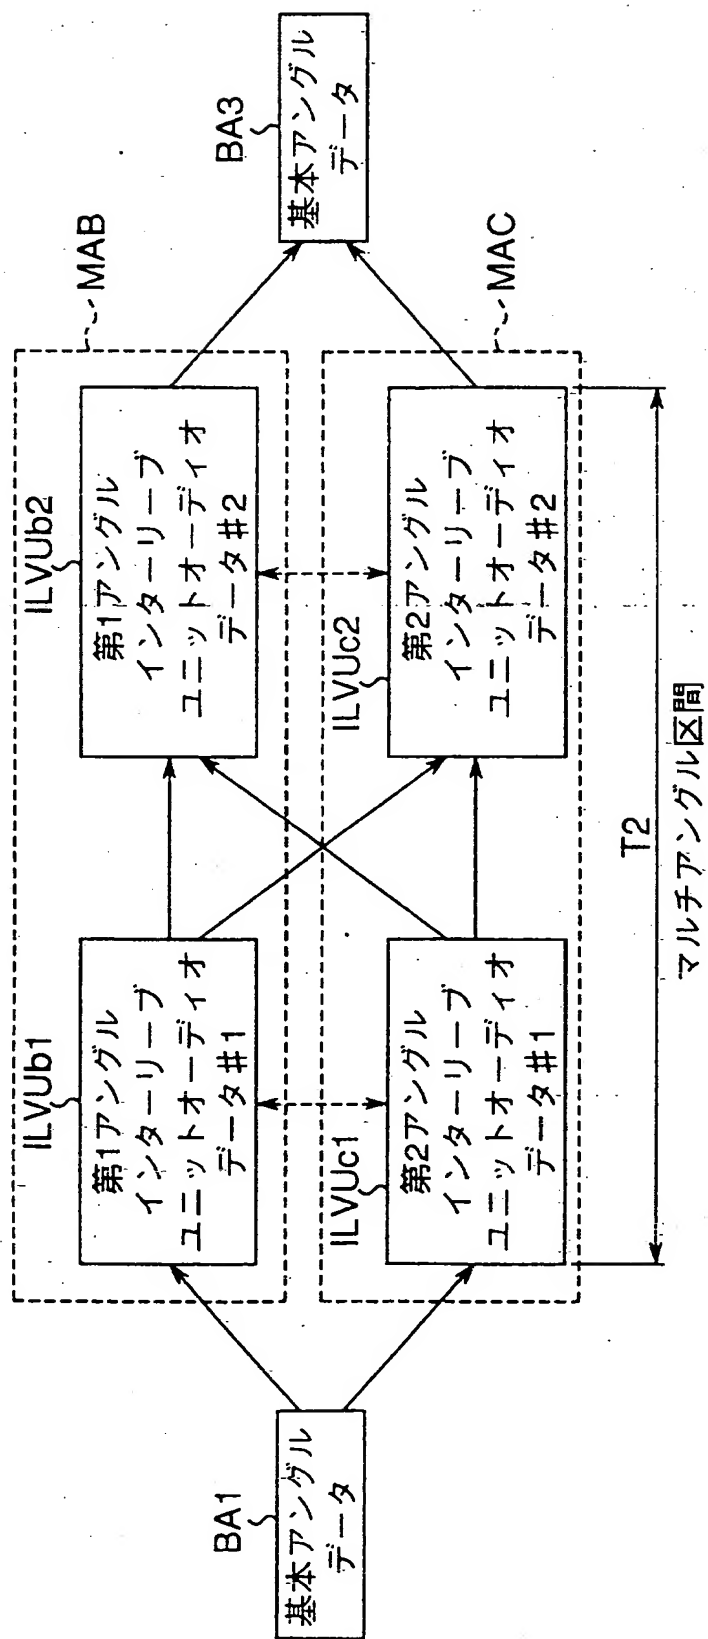 BA1
基本アングル
データ
MAB
ILVUb1
第1アングル
インターリーブ
ユニットオーディオ
データ#1
ILVUb2
第1アングル
インターリーブ
ユニットオーディオ
データ#2
BA3
基本アングル
データ
MAC
ILVUc1
第2アングル
インターリーブ
ユニットオーディオ
データ#1
ILVUc2
第2アングル
インターリーブ
ユニットオーディオ
データ#2
T2
マルチアングル区間